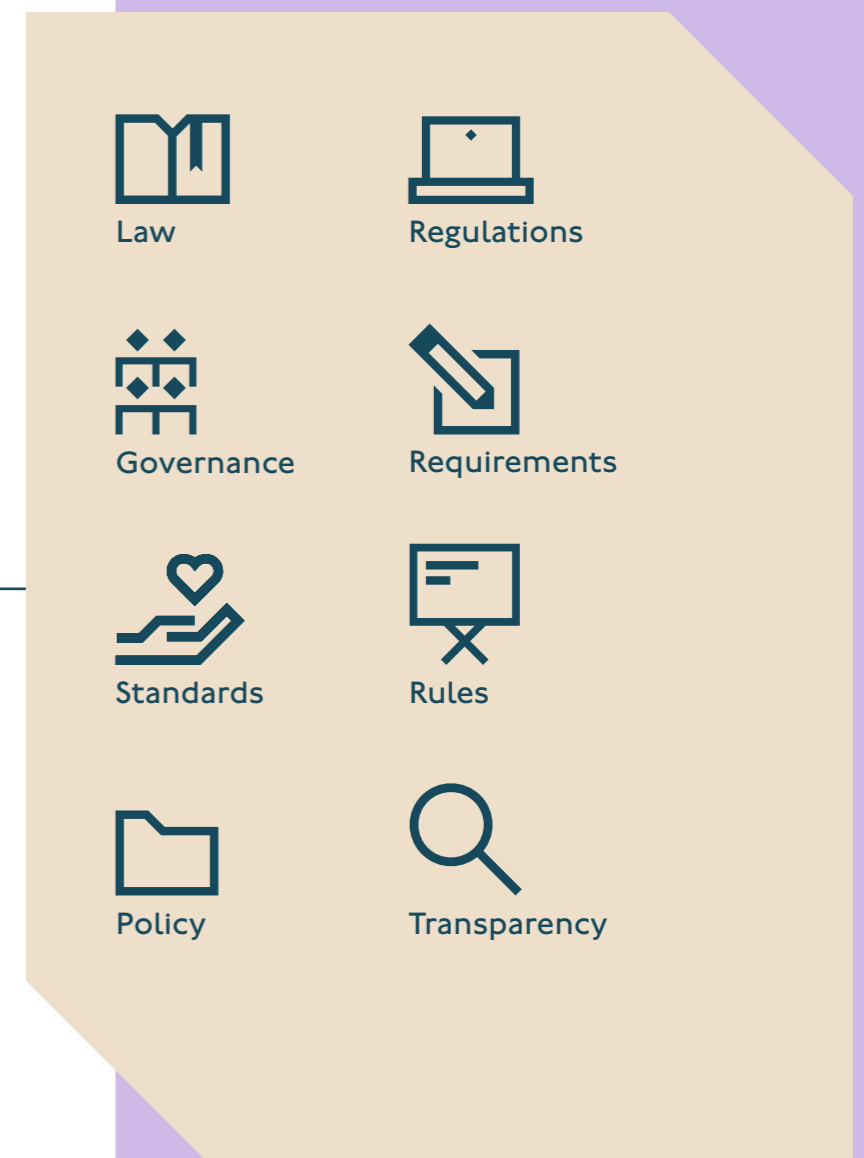 Law
Regulations
Governance
Requirements
Standards
Rules
Policy
Transparency